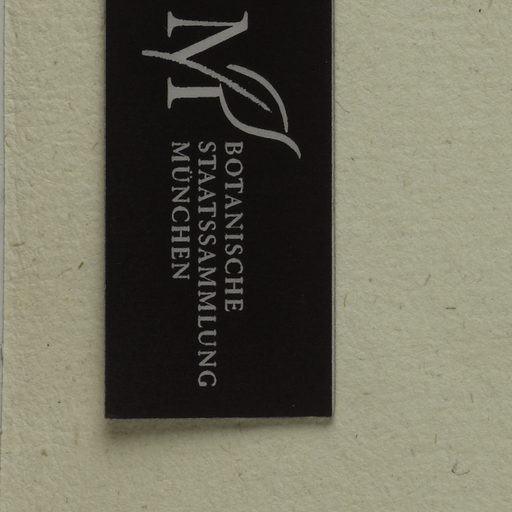 M
BOTANISCHE
STAATSSAMMLUNG
MÜNCHEN